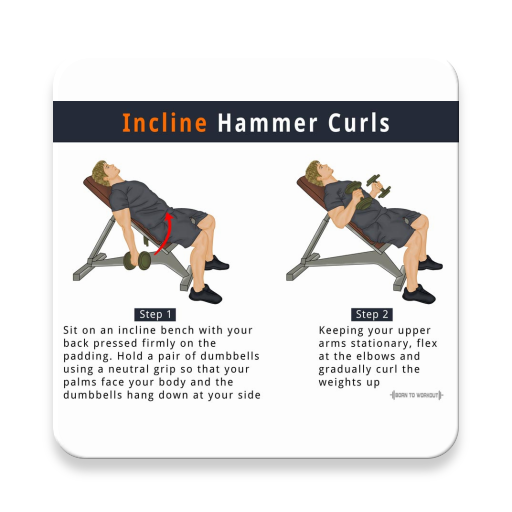 Incline Hammer Curls
Step 1
Sit on an incline bench with your
back pressed firmly on the
padding. Hold a pair of dumbbells
using a neutral grip so that your
palms face your body and the
dumbbells hang down at your side
Step 2
Keeping your upper
arms stationary, flex
at the elbows and
gradually curl the
weights up
BORN TO WORKOUT